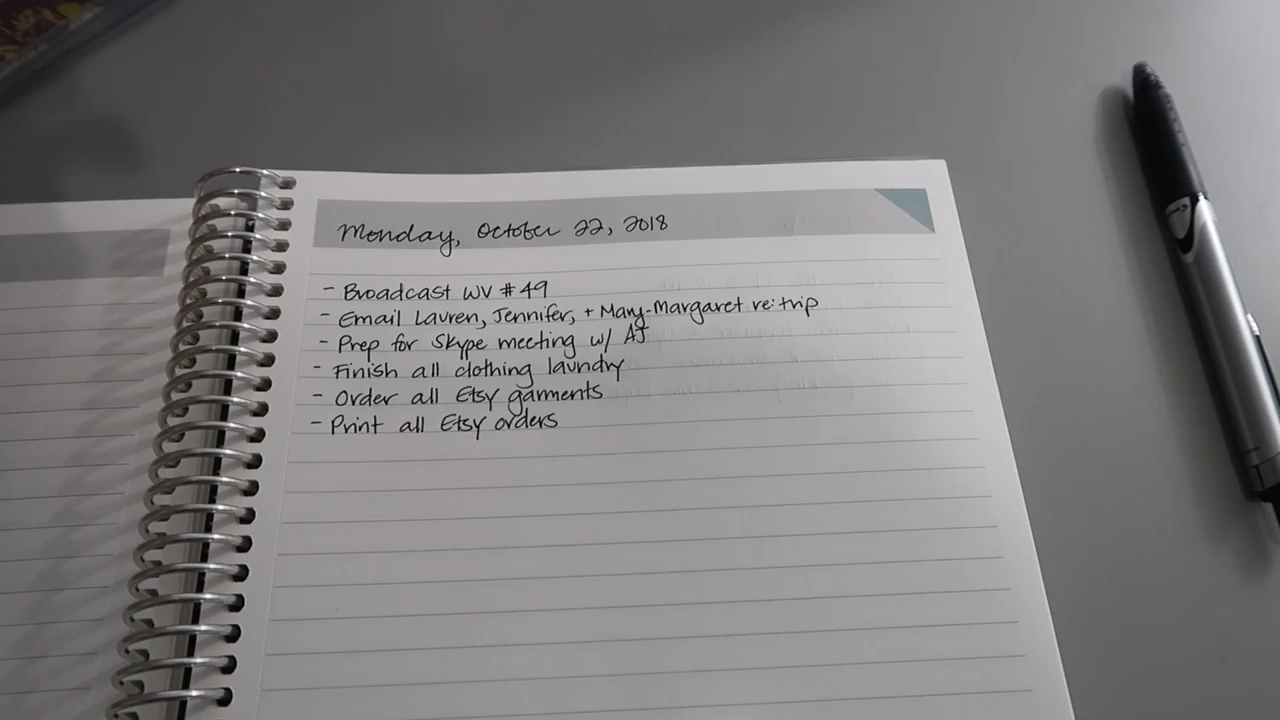 Monday, October 22, 2018
- Broadcast WV #49
- Email Lauren, Jennifer, + Mary-Margaret re: trip
- Prep for Skype meeting w/ AJ
- Finish all clothing laundry
- Order all Etsy garments
- Print all Etsy orders